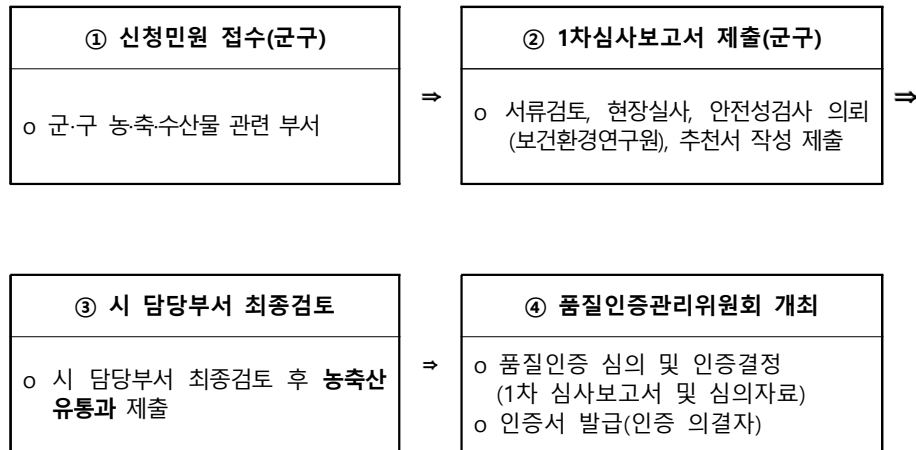 ① 신청민원 접수(군구)
o 군·구 농·축·수산물 관련 부서
⇒
② 1차심사보고서 제출(군구)
o 서류검토, 현장실사, 안전성검사 의뢰
(보건환경연구원), 추천서 작성 제출
⇒
③ 시 담당부서 최종검토
o 시 담당부서 최종검토 후 농축산
유통과 제출
⇒
④ 품질인증관리위원회 개최
o 품질인증 심의 및 인증결정
(1차 심사보고서 및 심의자료)
o 인증서 발급(인증 의결자)